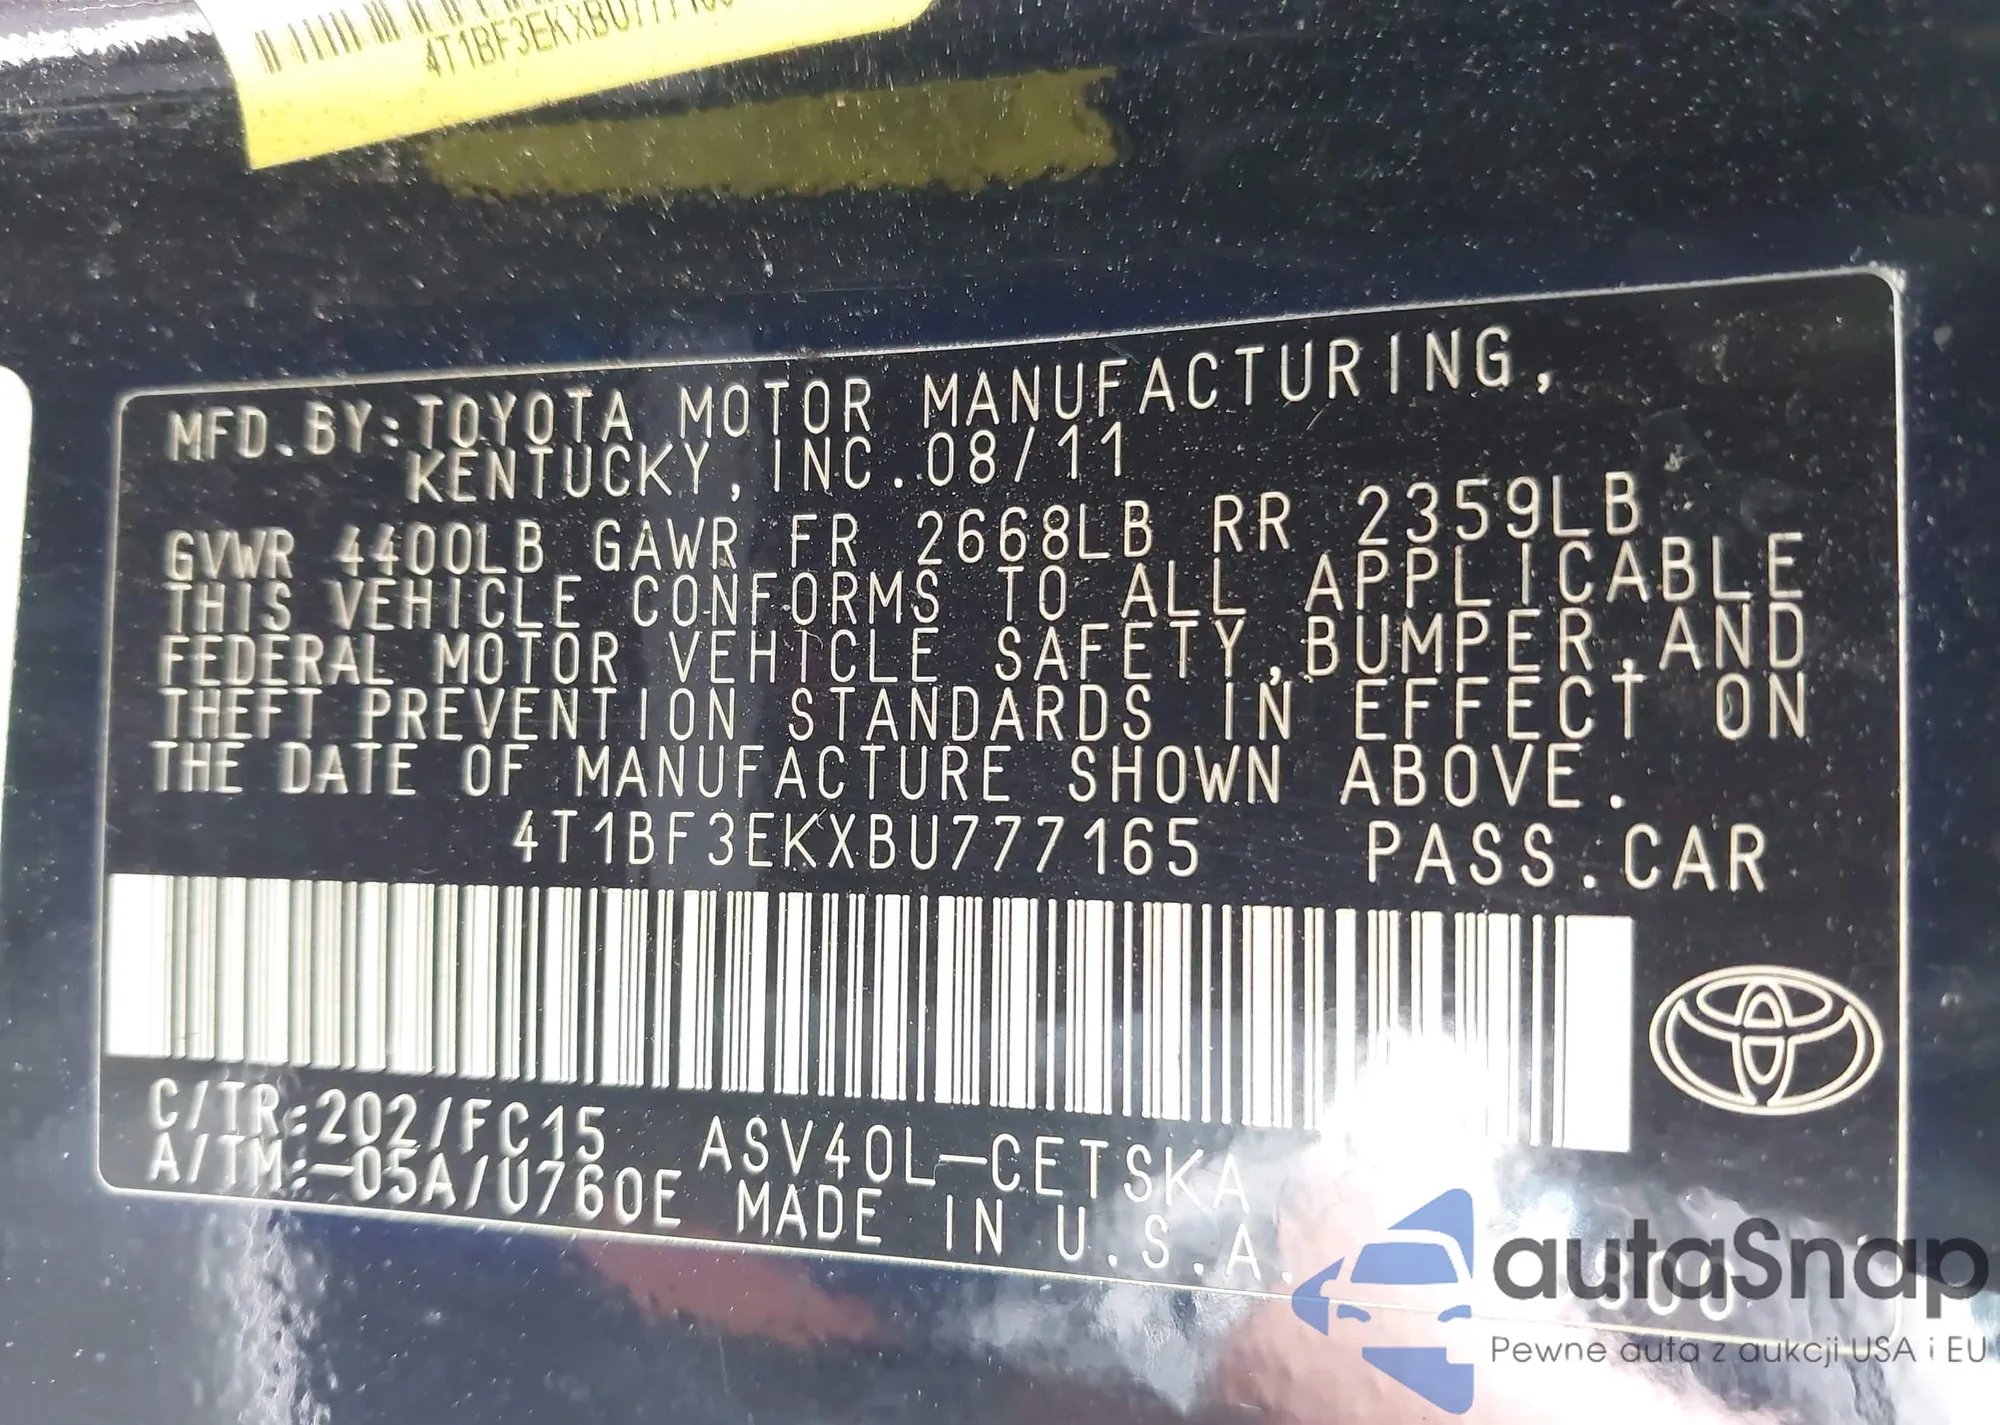 4T1BF3EKXBU777165
MFD.BY:TOYOTA MOTOR MANUFACTURING,
KENTUCKY, INC. 08/11
GVWR 4400LB GAWR FR 2668LB RR 2359LB
THIS VEHICLE CONFORMS TO ALL APPLICABLE
FEDERAL MOTOR VEHICLE SAFETY,BUMPER,AND
THEFT PREVENTION STANDARDS IN EFFECT ON
THE DATE OF MANUFACTURE SHOWN ABOVE.
4T1BF3EKXBU777165 PASS.CAR
C/TR:202/FC15 ASV40L-CETSKA
A/TM:-05A/U760E MADE IN U.S.A.
autaSnap
Pewne auta z aukcji USA i EU